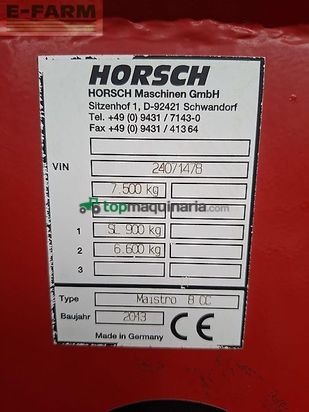 E-FARM
HORSCH
HORSCH Maschinen GmbH
Sitzenhof 1, D-92421 Schwandorf
Tel. +49 (0) 9431 / 7143-0
Fax +49 (0) 9431 / 41364
VIN 24071478
7.500 kg
topmaquinaria.com
1 SL 900 kg
2 6.600 kg
3
Type Maistro 8 CC
Baujahr 2013
Made in Germany CE